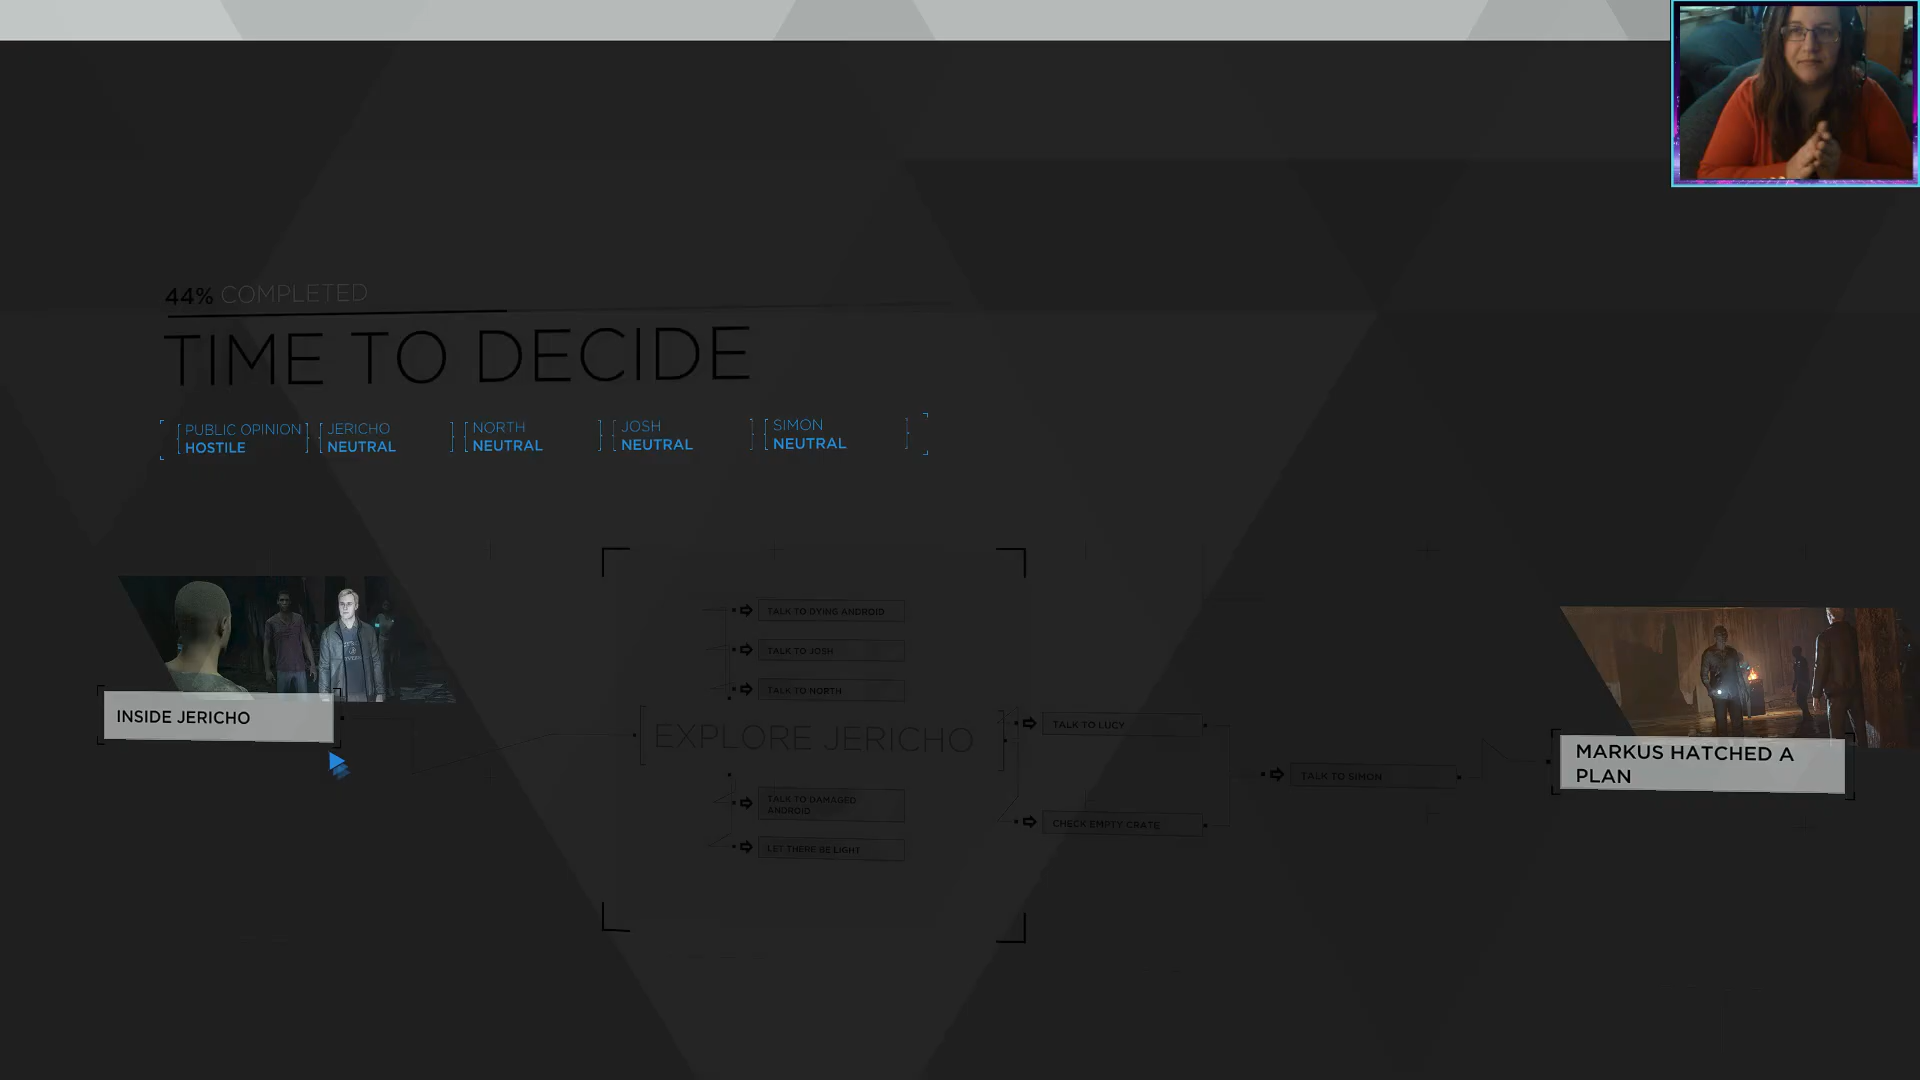 44% COMPLETED
TIME TO DECIDE
PUBLIC OPINION
HOSTILE
JERICHO
NEUTRAL
NORTH
NEUTRAL
JOSH
NEUTRAL
SIMON
NEUTRAL
INSIDE JERICHO
TALK TO DYING ANDROID
TALK TO JOSH
TALK TO NORTH
EXPLORE JERICHO
TALK TO DAMAGED
ANDROID
LET THERE BE LIGHT
TALK TO LUCY
CHECK EMPTY CRATE
TALK TO SIMON
MARKUS HATCHED A
PLAN